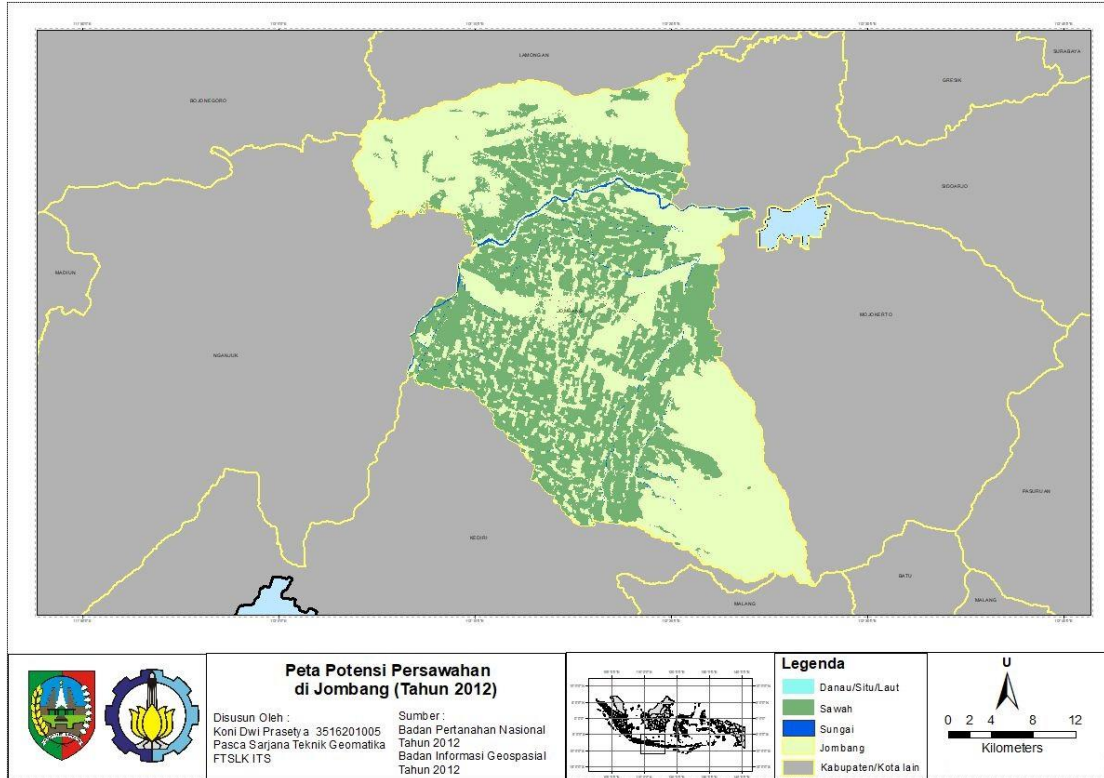 LAMONGAN
SURABAYA
GRESIK
BOJONEGORO
SIDOARJO
MADIUN
JOMBANG
MOJOKERTO
NGANJUK
PASURUAN
KEDIRI
BATU
MALANG
MALANG
Peta Potensi Persawahan
di Jombang (Tahun 2012)
Disusun Oleh :
Koni Dwi Prasetya 3516201005
Pasca Sarjana Teknik Geomatika
FTSLK ITS
Sumber :
Badan Pertanahan Nasional
Tahun 2012
Badan Informasi Geospasial
Tahun 2012
Legenda
Danau/Situ/Laut
Sawah
Sungai
Jombang
Kabupaten/Kota lain
U
0 2 4 8 12
Kilometers